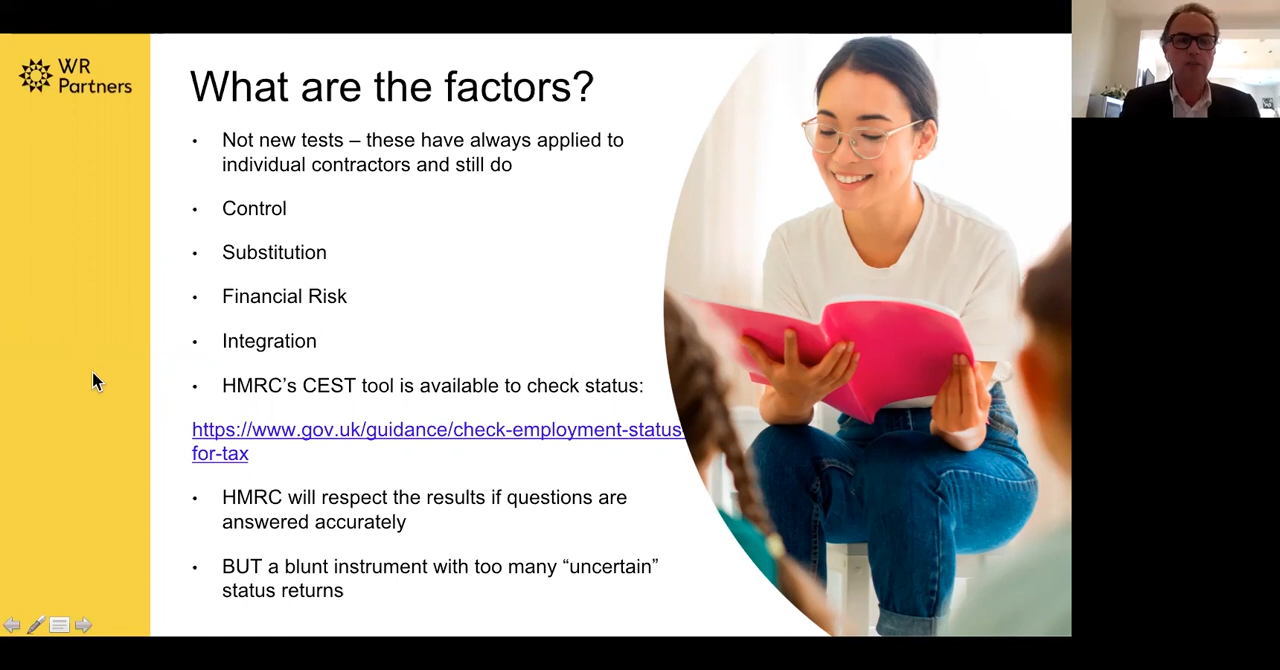 WR
Partners
What are the factors?
• Not new tests – these have always applied to
individual contractors and still do
• Control
• Substitution
• Financial Risk
• Integration
• HMRC’s CEST tool is available to check status:
https://www.gov.uk/guidance/check-employment-status-
for-tax
• HMRC will respect the results if questions are
answered accurately
• BUT a blunt instrument with too many “uncertain”
status returns